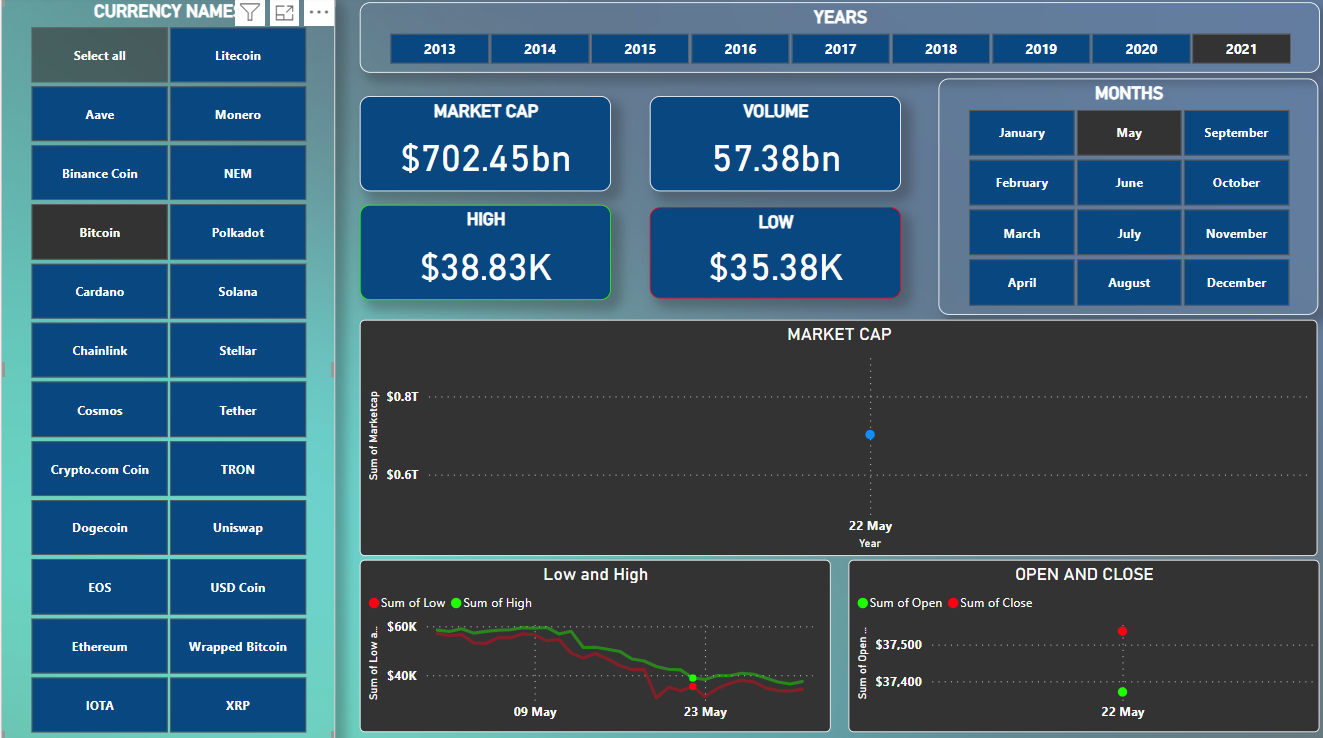 CURRENCY NAMES
Select all
Litecoin
Aave
Monero
Binance Coin
NEM
Bitcoin
Polkadot
Cardano
Solana
Chainlink
Stellar
Cosmos
Tether
Crypto.com Coin
TRON
Dogecoin
Uniswap
EOS
USD Coin
Ethereum
Wrapped Bitcoin
IOTA
XRP
YEARS
2013 2014 2015 2016 2017 2018 2019 2020 2021
MARKET CAP
$702.45bn
VOLUME
57.38bn
HIGH
$38.83K
LOW
$35.38K
MONTHS
January May September
February June October
March July November
April August December
MARKET CAP
Sum of Marketcap
$0.8T
$0.6T
22 May
Year
Low and High
Sum of Low Sum of High
Sum of Low a...
$60K
$40K
09 May 23 May
OPEN AND CLOSE
Sum of Open Sum of Close
Sum of Open ...
$37,500
$37,400
22 May